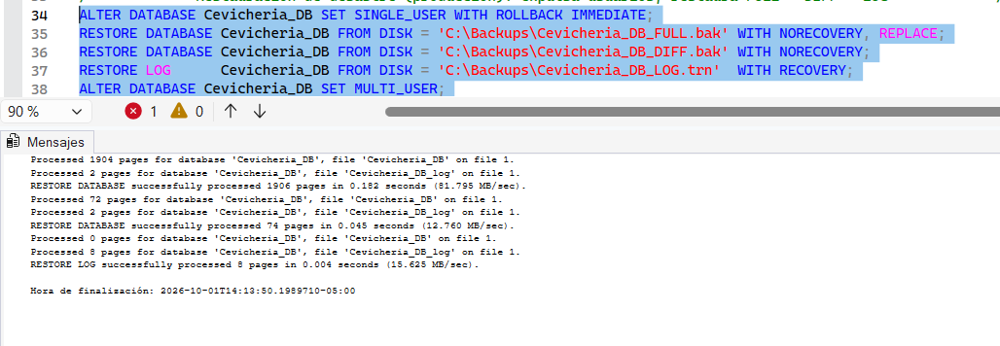 34 ALTER DATABASE Cevicheria_DB SET SINGLE_USER WITH ROLLBACK IMMEDIATE;
35 RESTORE DATABASE Cevicheria_DB FROM DISK = 'C:\Backups\Cevicheria_DB_FULL.bak' WITH NORECOVERY, REPLACE;
36 RESTORE DATABASE Cevicheria_DB FROM DISK = 'C:\Backups\Cevicheria_DB_DIFF.bak' WITH NORECOVERY;
37 RESTORE LOG      Cevicheria_DB FROM DISK = 'C:\Backups\Cevicheria_DB_LOG.trn'  WITH RECOVERY;
38 ALTER DATABASE Cevicheria_DB SET MULTI_USER;
90 % 1 0
Mensajes
Processed 1904 pages for database 'Cevicheria_DB', file 'Cevicheria_DB' on file 1.
Processed 2 pages for database 'Cevicheria_DB', file 'Cevicheria_DB_log' on file 1.
RESTORE DATABASE successfully processed 1906 pages in 0.182 seconds (81.795 MB/sec).
Processed 72 pages for database 'Cevicheria_DB', file 'Cevicheria_DB' on file 1.
Processed 2 pages for database 'Cevicheria_DB', file 'Cevicheria_DB_log' on file 1.
RESTORE DATABASE successfully processed 74 pages in 0.045 seconds (12.760 MB/sec).
Processed 0 pages for database 'Cevicheria_DB', file 'Cevicheria_DB' on file 1.
Processed 8 pages for database 'Cevicheria_DB', file 'Cevicheria_DB_log' on file 1.
RESTORE LOG successfully processed 8 pages in 0.004 seconds (15.625 MB/sec).
Hora de finalización: 2026-10-01T14:13:50.1989710-05:00